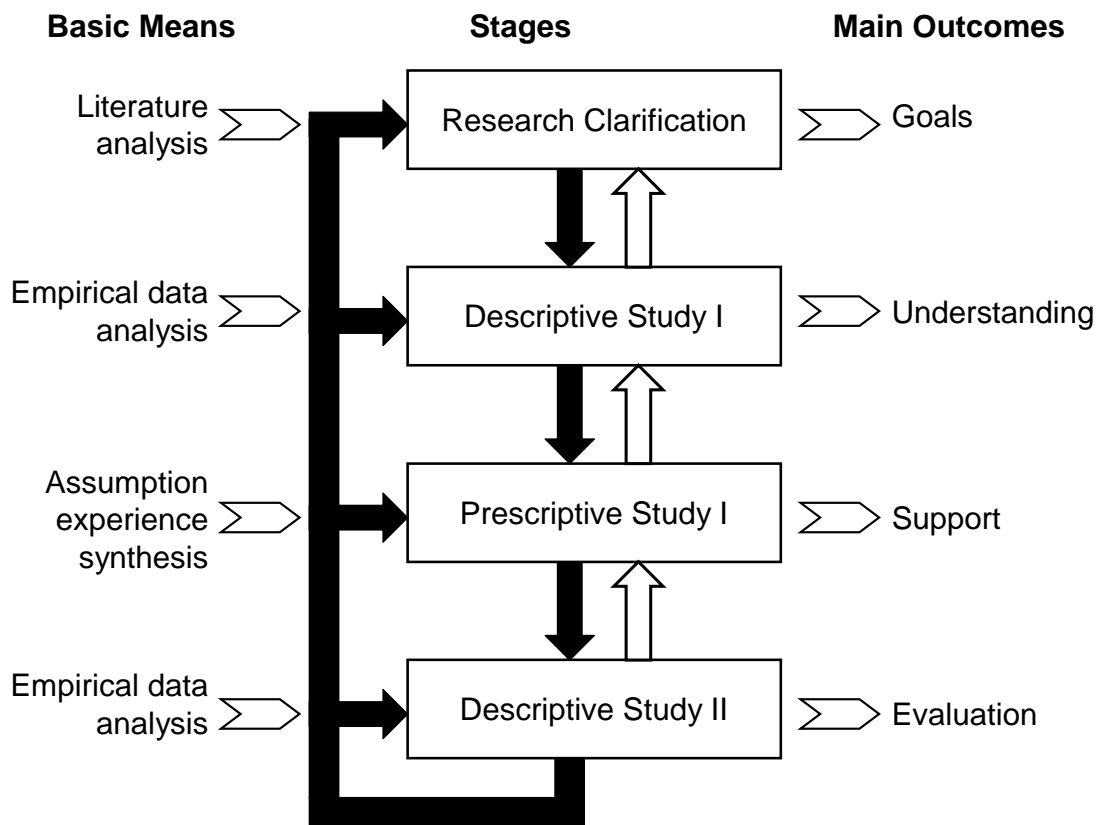 Basic Means
Stages
Main Outcomes
Literature
analysis
Research Clarification
Goals
Empirical data
analysis
Descriptive Study I
Understanding
Assumption
experience
synthesis
Prescriptive Study I
Support
Empirical data
analysis
Descriptive Study II
Evaluation